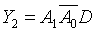 Y₂ = A₁A̅₀D